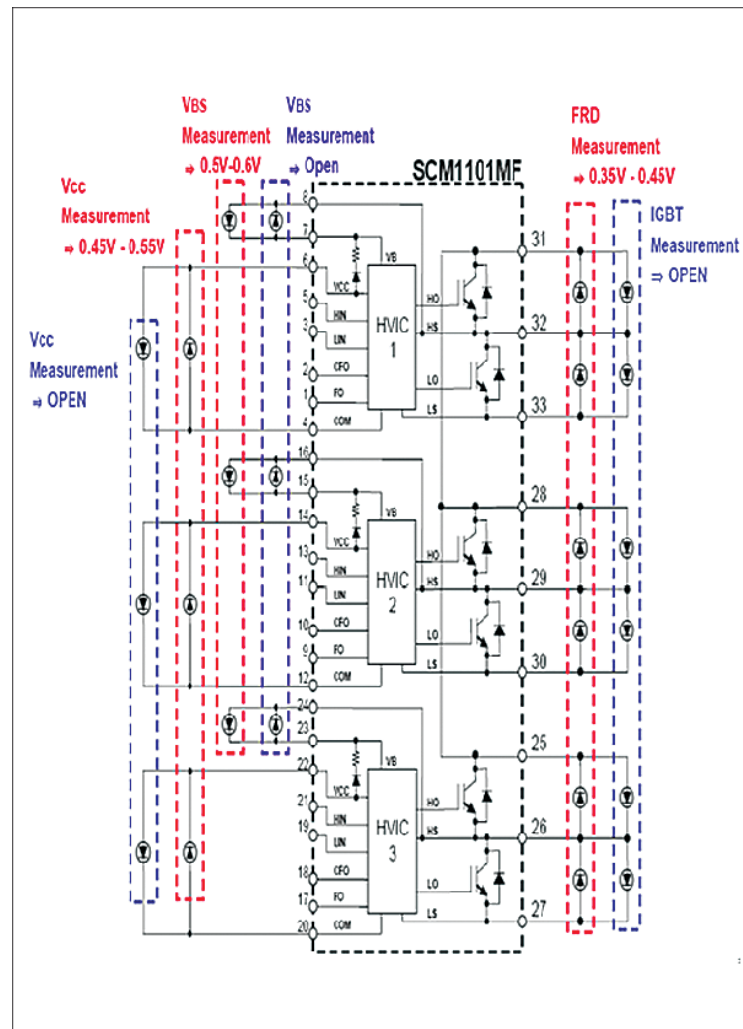 VBS
Measurement
⇒ 0.5V-0.6V
VBS
Measurement
⇒ Open
FRD
Measurement
⇒ 0.35V - 0.45V
SCM1101MF
Vcc
Measurement
⇒ 0.45V - 0.55V
IGBT
Measurement
⇒ OPEN
Vcc
Measurement
⇒ OPEN
8
7
6
5
3
2
1
4
VB
VCC
HIN
LIN
CFO
FO
COM
HVIC
1
HO
HS
LO
LS
31
32
33
16
15
14
13
11
10
9
12
VB
VCC
HIN
LIN
CFO
FO
COM
HVIC
2
HO
HS
LO
LS
28
29
30
24
23
22
21
19
18
17
20
VB
VCC
HIN
LIN
CFO
FO
COM
HVIC
3
HO
HS
LO
LS
25
26
27
: